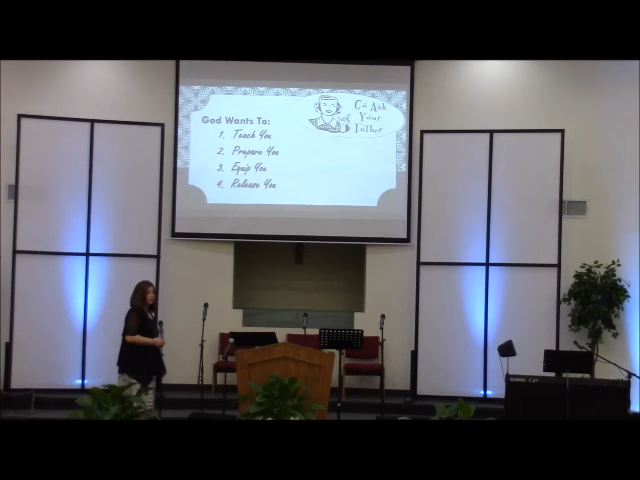 God Wants To:
1. Teach You
2. Prepare You
3. Equip You
4. Release You
Go Ask
Your
Father